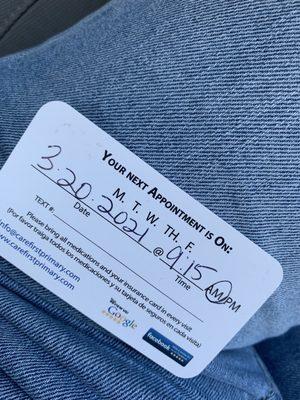 YOUR NEXT APPOINTMENT IS ON:
M. T. W. TH. F.
3.20.2021 @ 9:15 AM/PM
Date Time
TEXT #:
Please bring all medications and your insurance card in every visit
(Por favor traiga todos los medicamentos y su tarjeta de seguros en cada visita)
info@carefirstprimary.com
www.carefirstprimary.com
Google
facebook